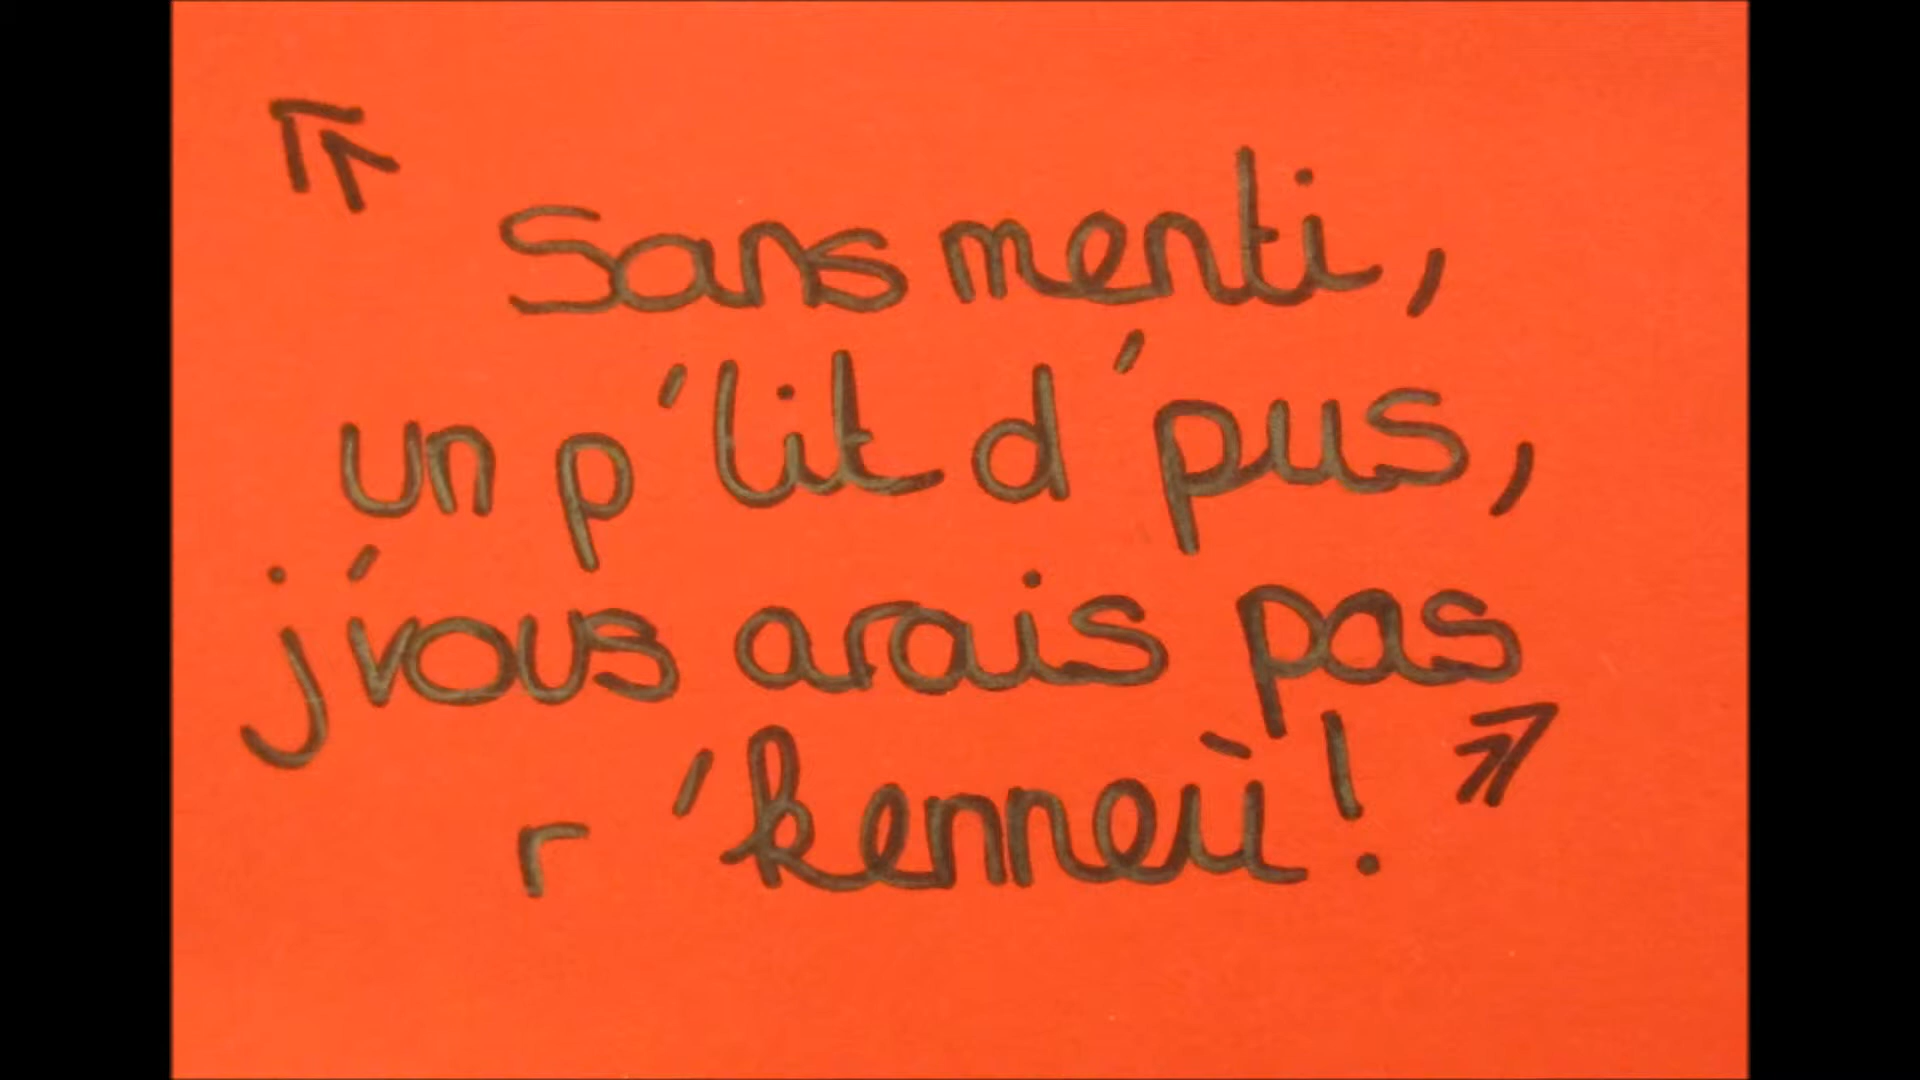 " Sans menti,
un p'lit d'pus,
j'vous arais pas
r'kenneù ! "